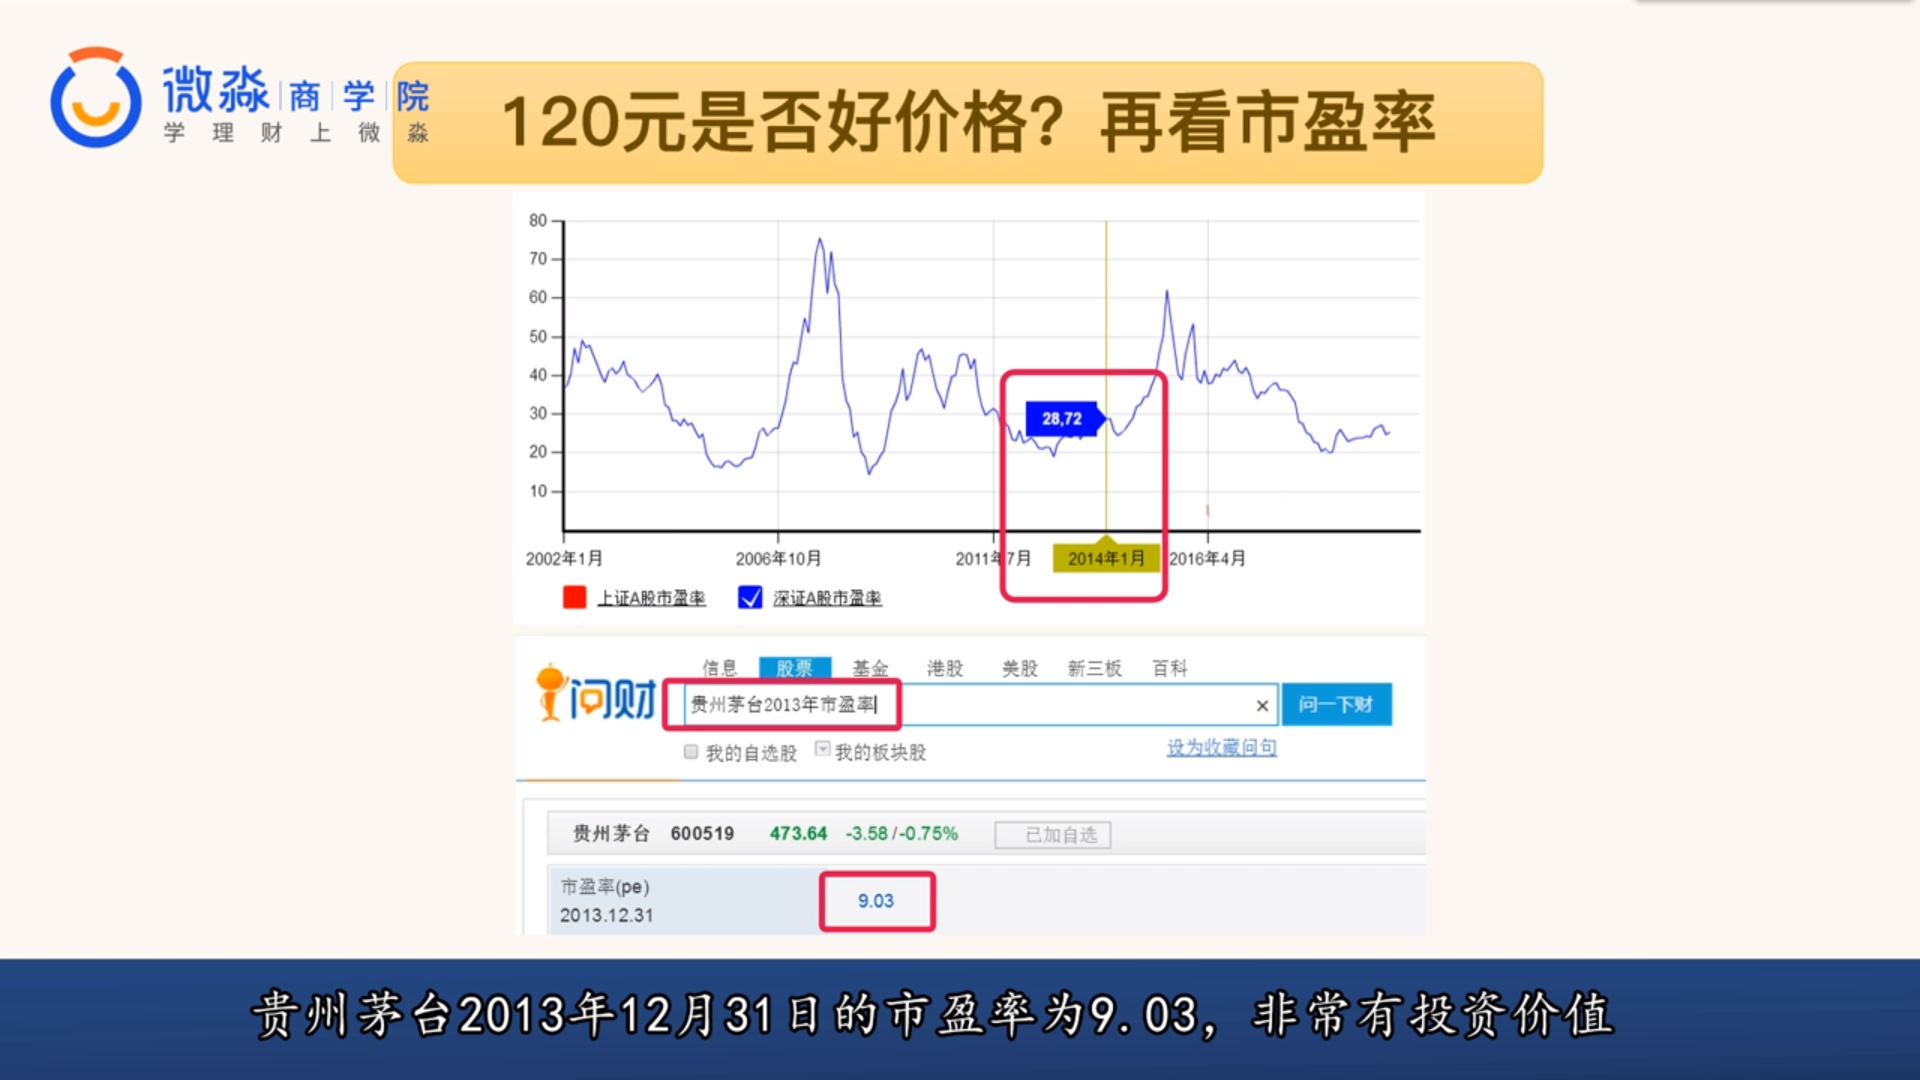 微淼 商 学 院
学理财上微淼
120元是否好价格？再看市盈率
80
70
60
50
40
30
20
10
28,72
2002年1月 2006年10月 2011年7月 2014年1月 2016年4月
上证A股市盈率 深证A股市盈率
信息 股票 基金 港股 美股 新三板 百科
问财 贵州茅台2013年市盈率 × 问一下财
我的自选股 我的板块股 设为收藏问句
贵州茅台 600519 473.64 -3.58/-0.75% 已加自选
市盈率(pe)
2013.12.31
9.03
贵州茅台2013年12月31日的市盈率为9.03，非常有投资价值